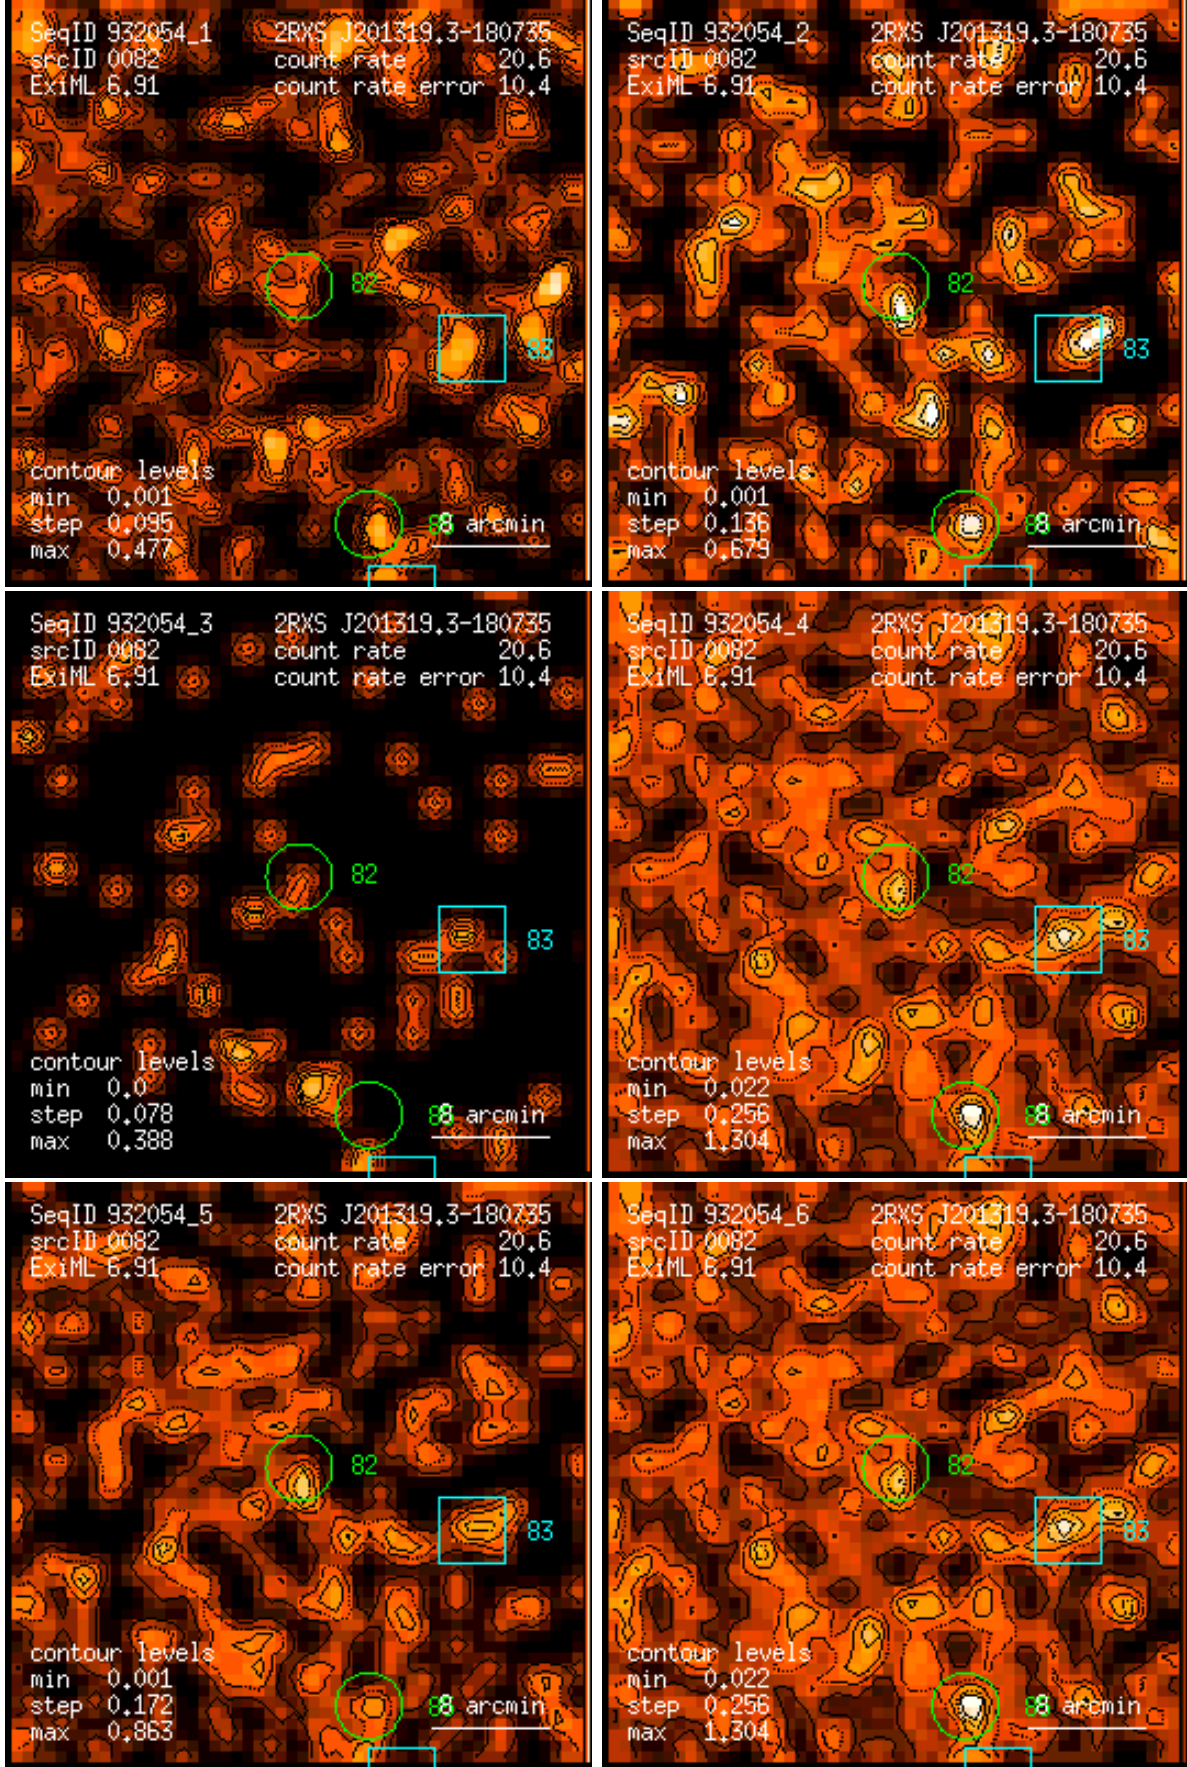 SeqID 932054_1 2RXS J201319.3-180735
srcID 0082 count rate 20.6
ExiML 6.91 count rate error 10.4
82
83
contour levels
min 0.001
step 0.095
max 0.477
8 arcmin
SeqID 932054_2 2RXS J201319.3-180735
srcID 0082 count rate 20.6
ExiML 6.91 count rate error 10.4
82
83
contour levels
min 0.001
step 0.136
max 0.679
8 arcmin
SeqID 932054_3 2RXS J201319.3-180735
srcID 0082 count rate 20.6
ExiML 6.91 count rate error 10.4
82
83
contour levels
min 0.0
step 0.078
max 0.388
8 arcmin
SeqID 932054_4 2RXS J201319.3-180735
srcID 0082 count rate 20.6
ExiML 6.91 count rate error 10.4
82
83
contour levels
min 0.022
step 0.256
max 1.304
8 arcmin
SeqID 932054_5 2RXS J201319.3-180735
srcID 0082 count rate 20.6
ExiML 6.91 count rate error 10.4
82
83
contour levels
min 0.001
step 0.172
max 0.863
8 arcmin
SeqID 932054_6 2RXS J201319.3-180735
srcID 0082 count rate 20.6
ExiML 6.91 count rate error 10.4
82
83
contour levels
min 0.022
step 0.256
max 1.304
8 arcmin